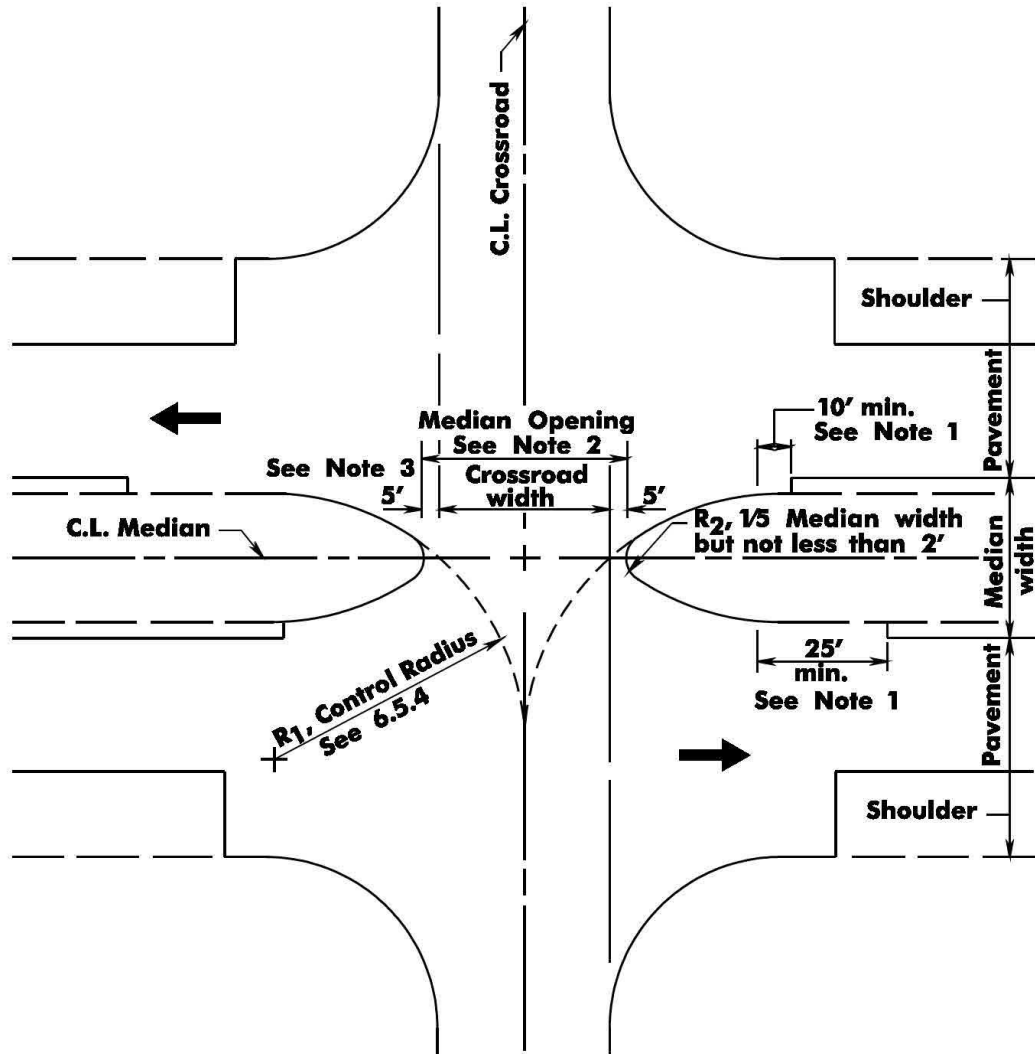 C.L. Crossroad
Shoulder
Pavement
10' min.
See Note 1
Median Opening
See Note 2
See Note 3
Crossroad
width
5'
5'
C.L. Median
R2, 1/5 Median width
but not less than 2'
Median
width
25'
min.
See Note 1
R1, Control Radius
See 6.5.4
Pavement
Shoulder